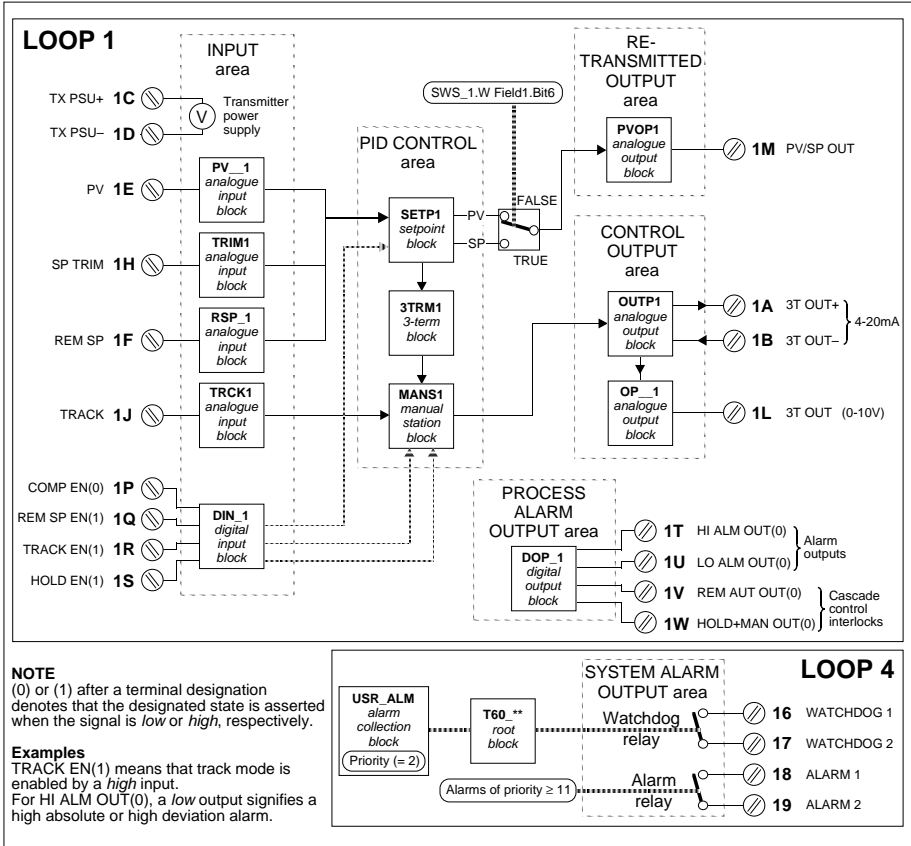 LOOP 1
INPUT
area
TX PSU+ 1C
TX PSU– 1D
V
Transmitter
power
supply
PV 1E
PV__1
analogue
input
block
SP TRIM 1H
TRIM1
analogue
input
block
REM SP 1F
RSP_1
analogue
input
block
TRACK 1J
TRCK1
analogue
input
block
COMP EN(0) 1P
REM SP EN(1) 1Q
TRACK EN(1) 1R
HOLD EN(1) 1S
DIN_1
digital
input
block
PID CONTROL
area
SETP1
setpoint
block
3TRM1
3-term
block
MANS1
manual
station
block
SWS_1.W Field1.Bit6
PV
SP
FALSE
TRUE
RE-
TRANSMITTED
OUTPUT
area
PVOP1
analogue
output
block
1M PV/SP OUT
CONTROL
OUTPUT
area
OUTP1
analogue
output
block
1A 3T OUT+
1B 3T OUT–
4-20mA
OP__1
analogue
output
block
1L 3T OUT (0-10V)
PROCESS
ALARM
OUTPUT area
DOP_1
digital
output
block
1T HI ALM OUT(0)
1U LO ALM OUT(0)
Alarm
outputs
1V REM AUT OUT(0)
1W HOLD+MAN OUT(0)
Cascade
control
interlocks
NOTE
(0) or (1) after a terminal designation
denotes that the designated state is asserted
when the signal is low or high, respectively.
Examples
TRACK EN(1) means that track mode is
enabled by a high input.
For HI ALM OUT(0), a low output signifies a
high absolute or high deviation alarm.
LOOP 4
SYSTEM ALARM
OUTPUT area
USR_ALM
alarm
collection
block
Priority (= 2)
T60_**
root
block
Watchdog
relay
16 WATCHDOG 1
17 WATCHDOG 2
Alarms of priority ≥ 11
Alarm
relay
18 ALARM 1
19 ALARM 2